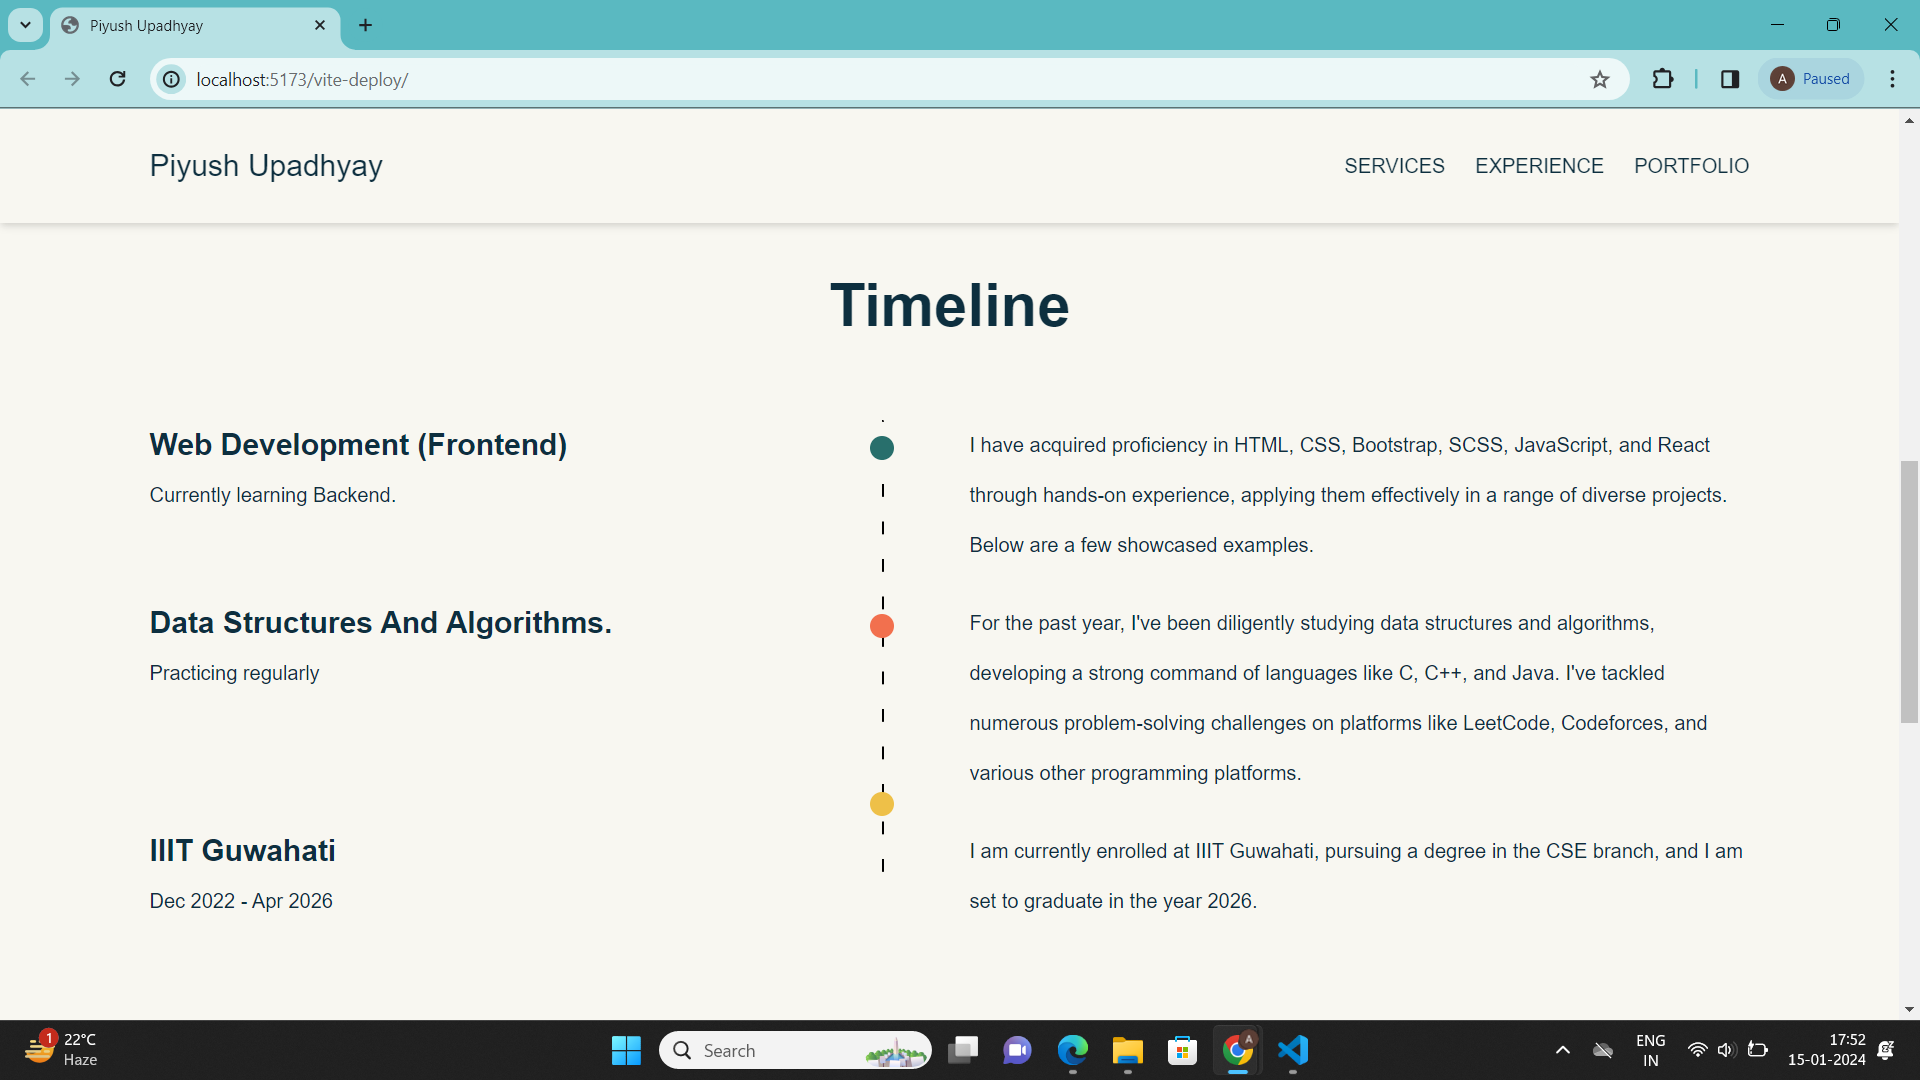 Piyush Upadhyay
localhost:5173/vite-deploy/
A
Paused
Piyush Upadhyay
SERVICES EXPERIENCE PORTFOLIO
Timeline
Web Development (Frontend)
Currently learning Backend.
I have acquired proficiency in HTML, CSS, Bootstrap, SCSS, JavaScript, and React
through hands-on experience, applying them effectively in a range of diverse projects.
Below are a few showcased examples.
Data Structures And Algorithms.
Practicing regularly
For the past year, I've been diligently studying data structures and algorithms,
developing a strong command of languages like C, C++, and Java. I've tackled
numerous problem-solving challenges on platforms like LeetCode, Codeforces, and
various other programming platforms.
IIIT Guwahati
Dec 2022 - Apr 2026
I am currently enrolled at IIIT Guwahati, pursuing a degree in the CSE branch, and I am
set to graduate in the year 2026.
1
22°C
Haze
Search
A
ENG
IN
17:52
15-01-2024